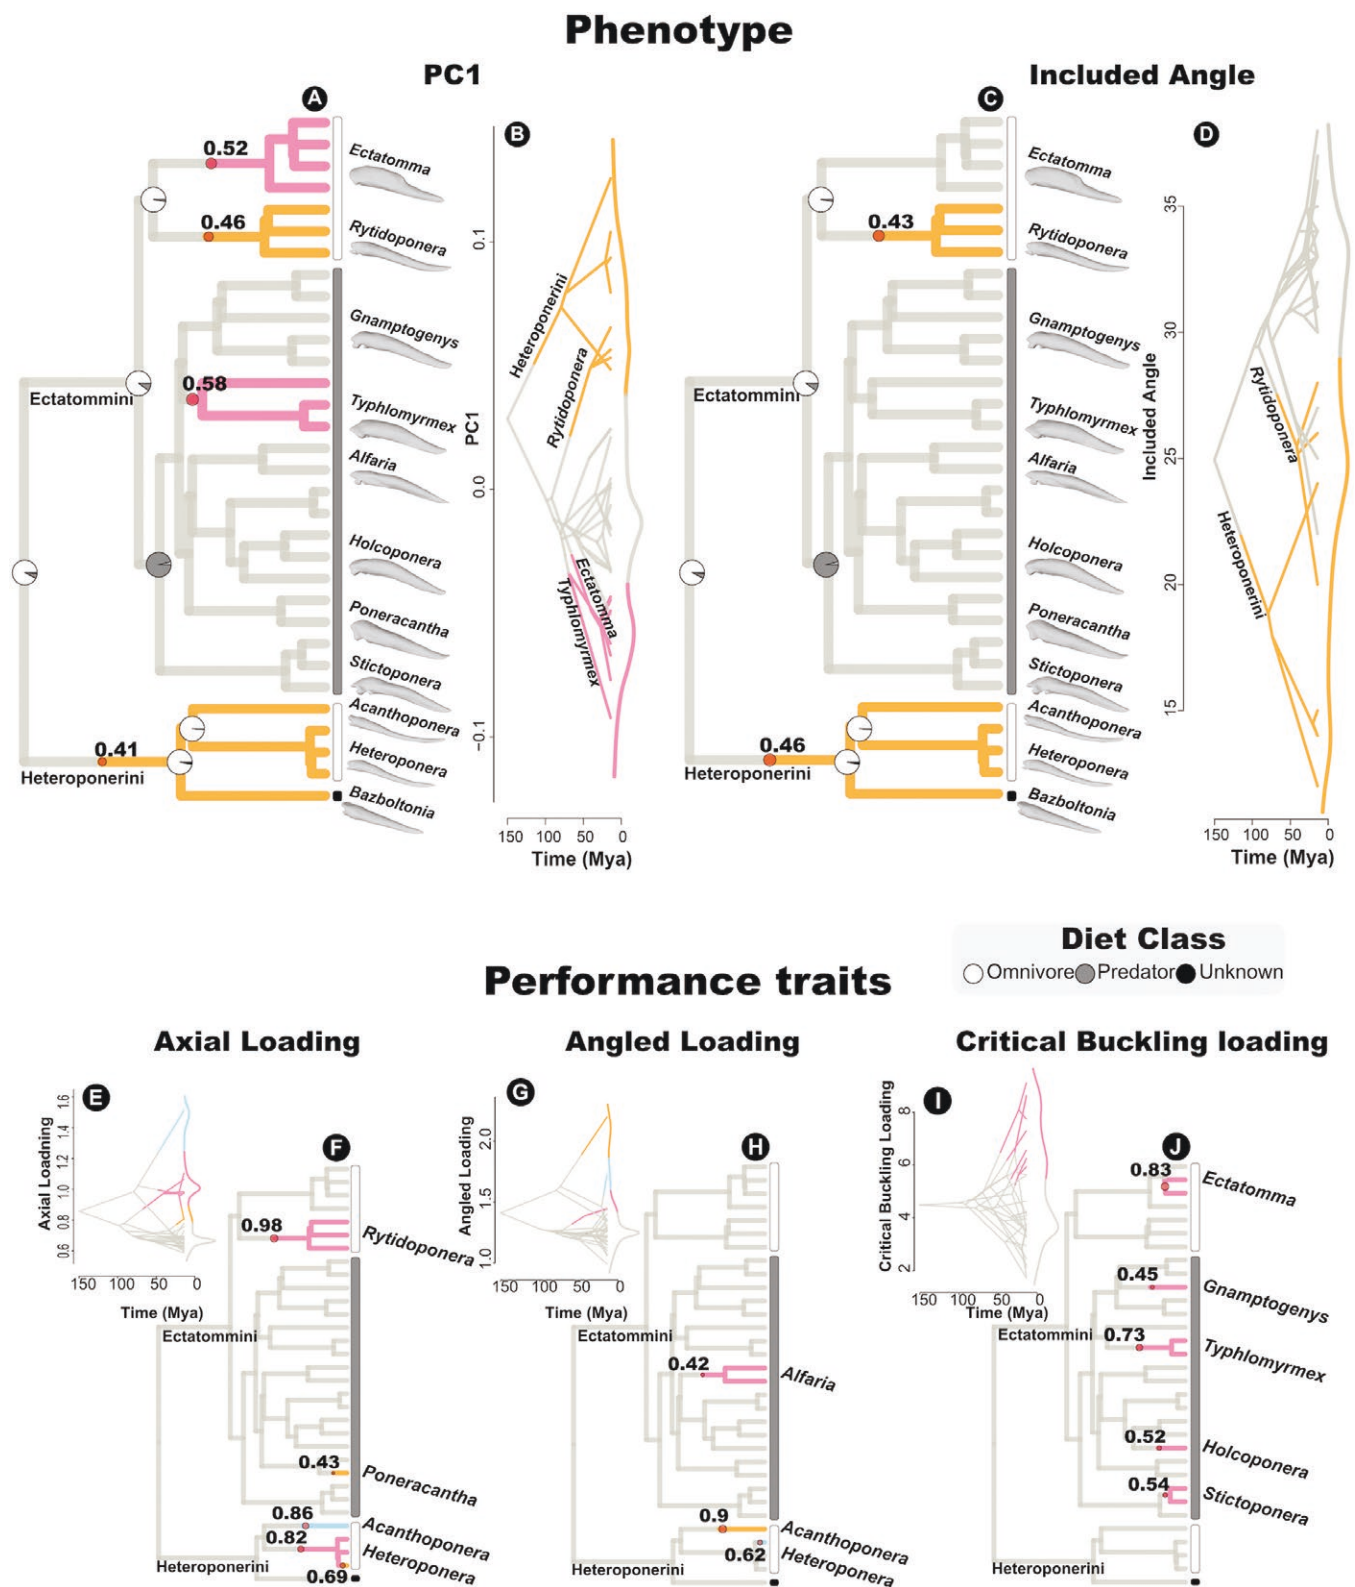 Phenotype
PC1
Included Angle
A
B
C
D
0.52
Ectatomma
0.46
Rytidoponera
Gnamptogenys
0.58
Ectatommini
Typhlomyrmex
Alfaria
Holcoponera
Poneracantha
Stictoponera
Acanthopera
0.41
Heteroponera
Heteroponerini
Bazboltonia
PC1
0.1
0.0
−0.1
Heteroponerini
Rytidoponera
Ectatomma
Typhlomyrmex
150 100 50 0
Time (Mya)
Ectatomma
0.43
Rytidoponera
Gnamptogenys
Ectatommini
Typhlomyrmex
Alfaria
Holcoponera
Poneracantha
Stictoponera
Acanthoponera
0.46
Heteroponera
Heteroponerini
Bazboltonia
Included Angle
35
30
25
20
15
Rytidoponera
Heteroponerini
150 100 50 0
Time (Mya)
Diet Class
Omnivore Predator Unknown
Performance traits
Axial Loading
Angled Loading
Critical Buckling loading
E
Axial Loadning
1.6
1.4
1.2
1.0
0.8
0.6
150 100 50 0
Time (Mya)
F
0.98
Rytidoponera
Ectatommini
0.43
Poneracantha
0.86
Acanthoponera
0.82
Heteroponera
Heteroponerini
0.69
G
Angled Loading
2.0
1.5
1.0
150 100 50 0
Time (Mya)
H
Ectatommini
0.42
Alfaria
0.9
Acanthoponera
0.62
Heteroponera
Heteroponerini
I
Critical Buckling Loading
8
6
4
2
150 100 50 0
Time (Mya)
J
0.83
Ectatomma
0.45
Gnamptogenys
Ectatommini
0.73
Typhlomyrmex
0.52
Holcoponera
0.54
Stictoponera
Heteroponerini